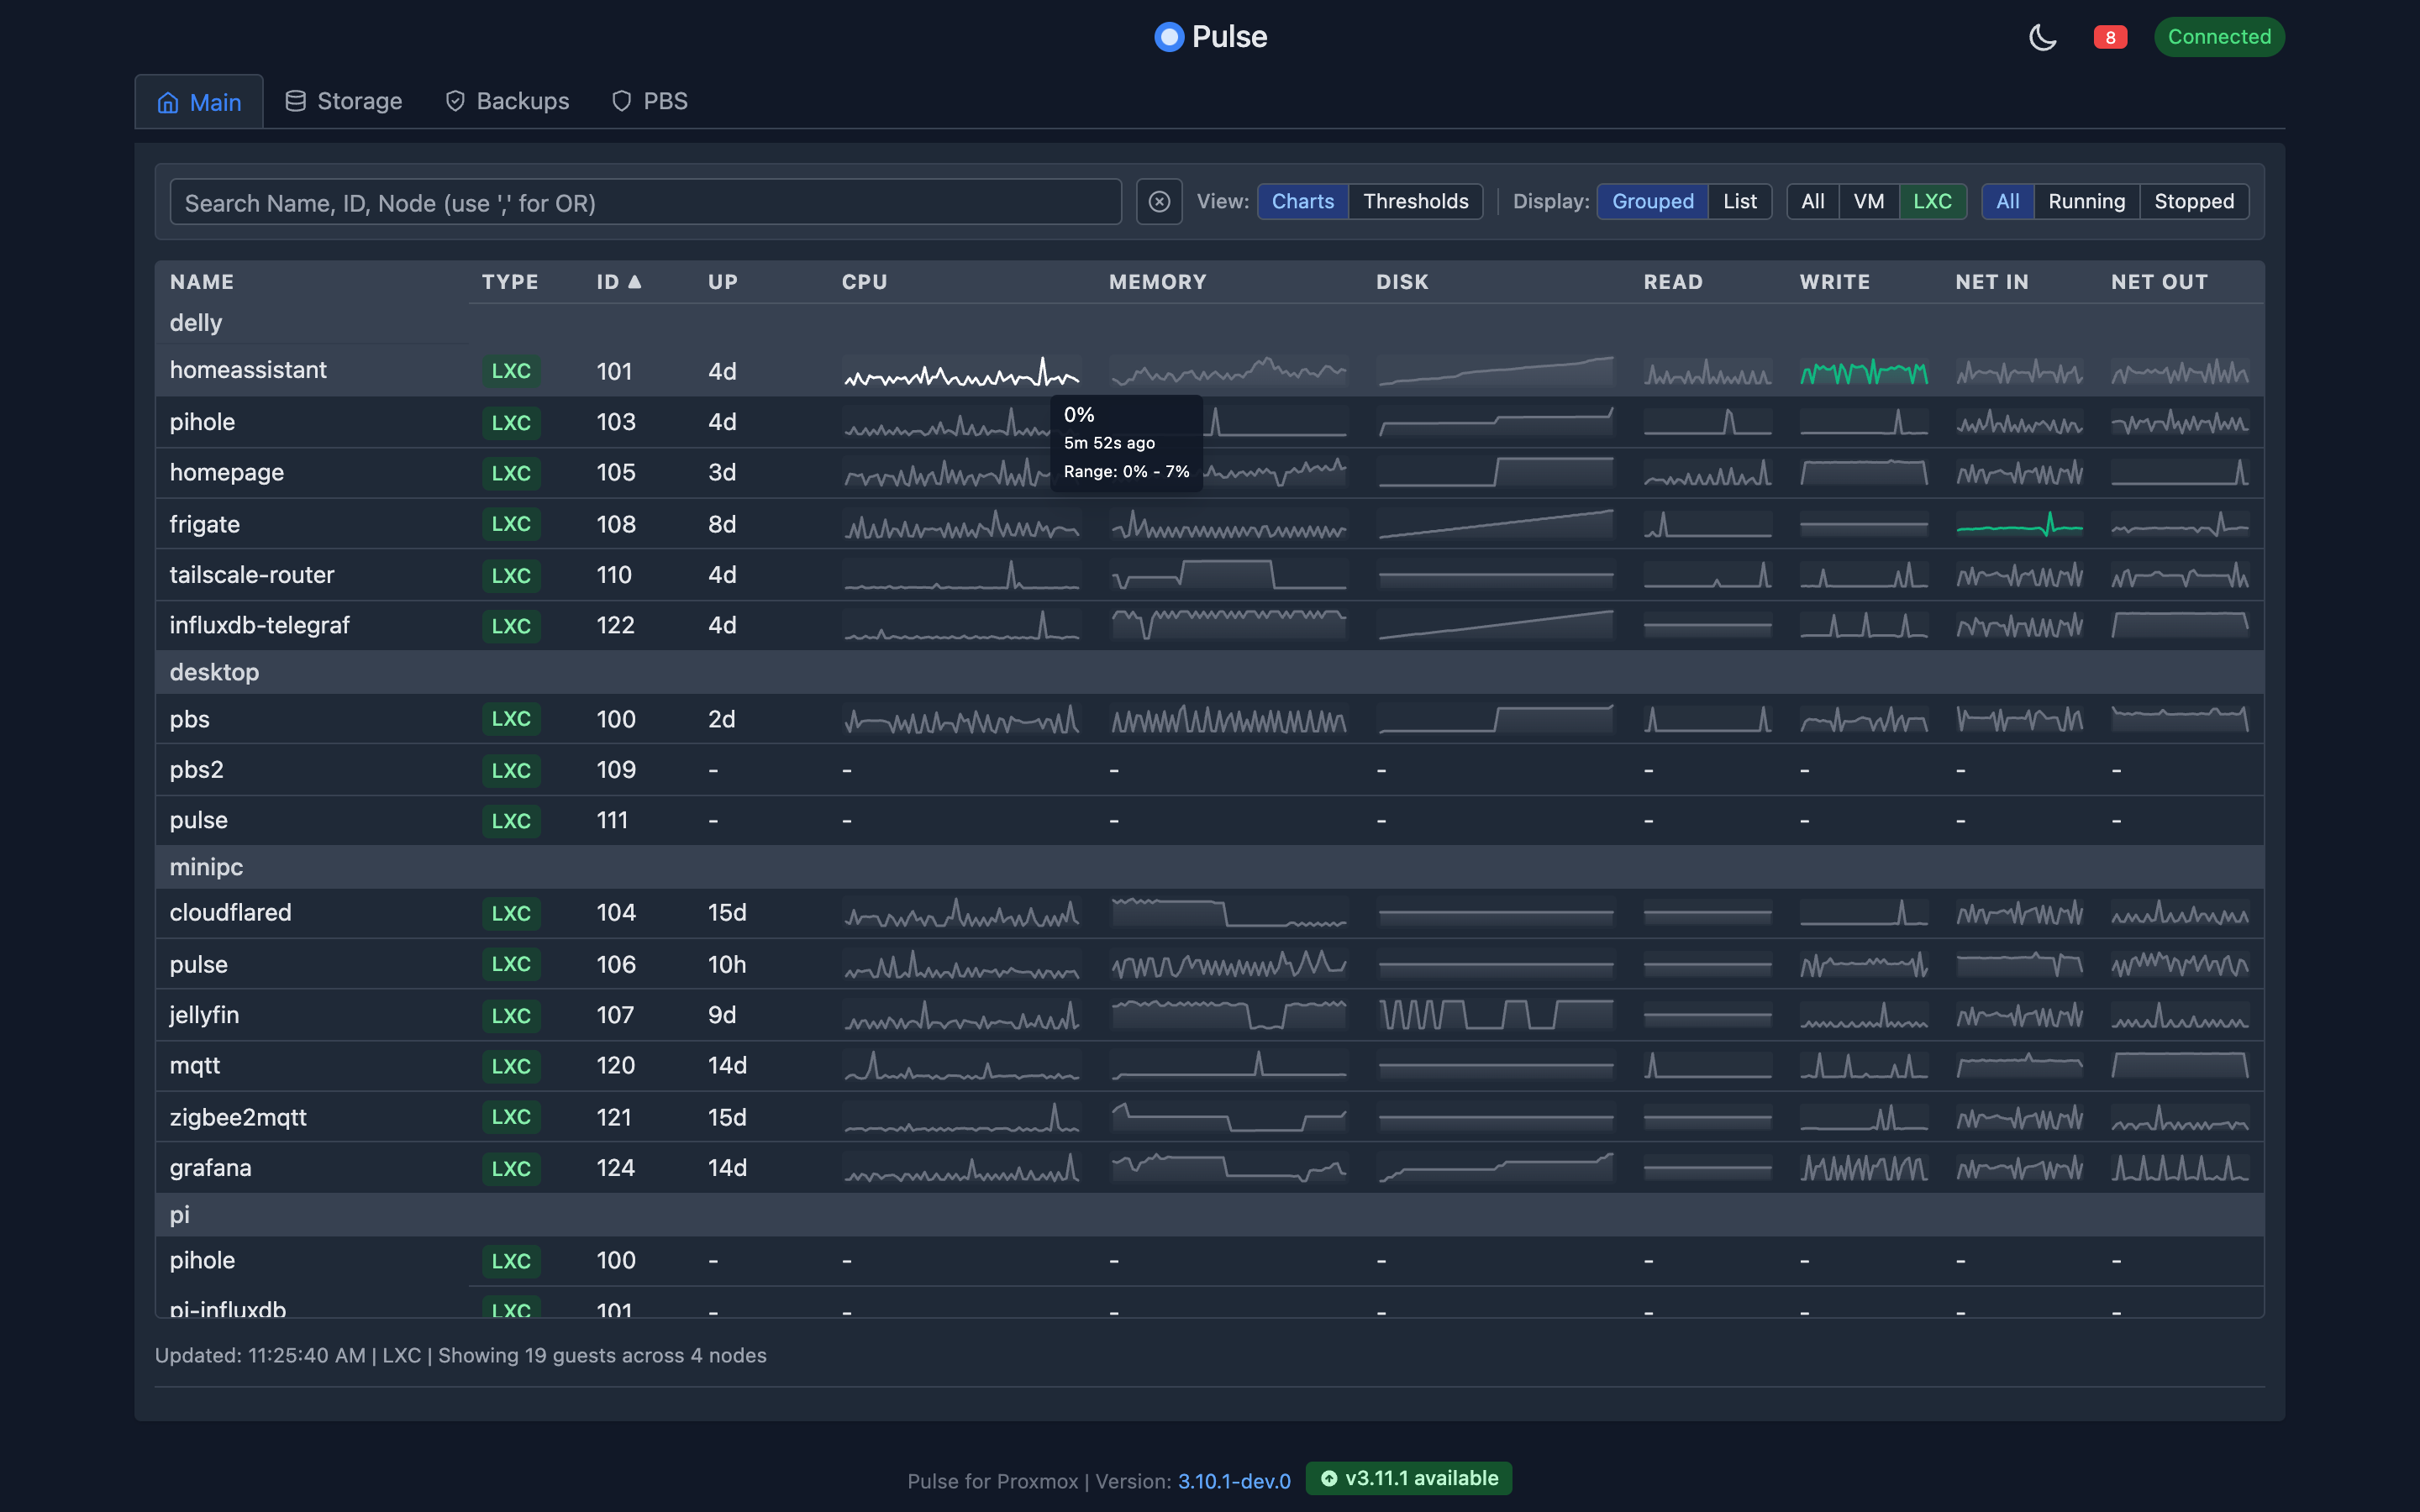 Pulse
8
Connected
Main Storage Backups PBS
Search Name, ID, Node (use ',' for OR) View: Charts Thresholds Display: Grouped List All VM LXC All Running Stopped
NAME TYPE ID ▲ UP CPU MEMORY DISK READ WRITE NET IN NET OUT
delly
homeassistant LXC 101 4d
pihole LXC 103 4d
0%
5m 52s ago
Range: 0% - 7%
homepage LXC 105 3d
frigate LXC 108 8d
tailscale-router LXC 110 4d
influxdb-telegraf LXC 122 4d
desktop
pbs LXC 100 2d
pbs2 LXC 109 - - - - - - - -
pulse LXC 111 - - - - - - - -
minipc
cloudflared LXC 104 15d
pulse LXC 106 10h
jellyfin LXC 107 9d
mqtt LXC 120 14d
zigbee2mqtt LXC 121 15d
grafana LXC 124 14d
pi
pihole LXC 100 - - - - - - - -
pi-influxdb LXC 101 - - - - - - - -
Updated: 11:25:40 AM | LXC | Showing 19 guests across 4 nodes
Pulse for Proxmox | Version: 3.10.1-dev.0 v3.11.1 available